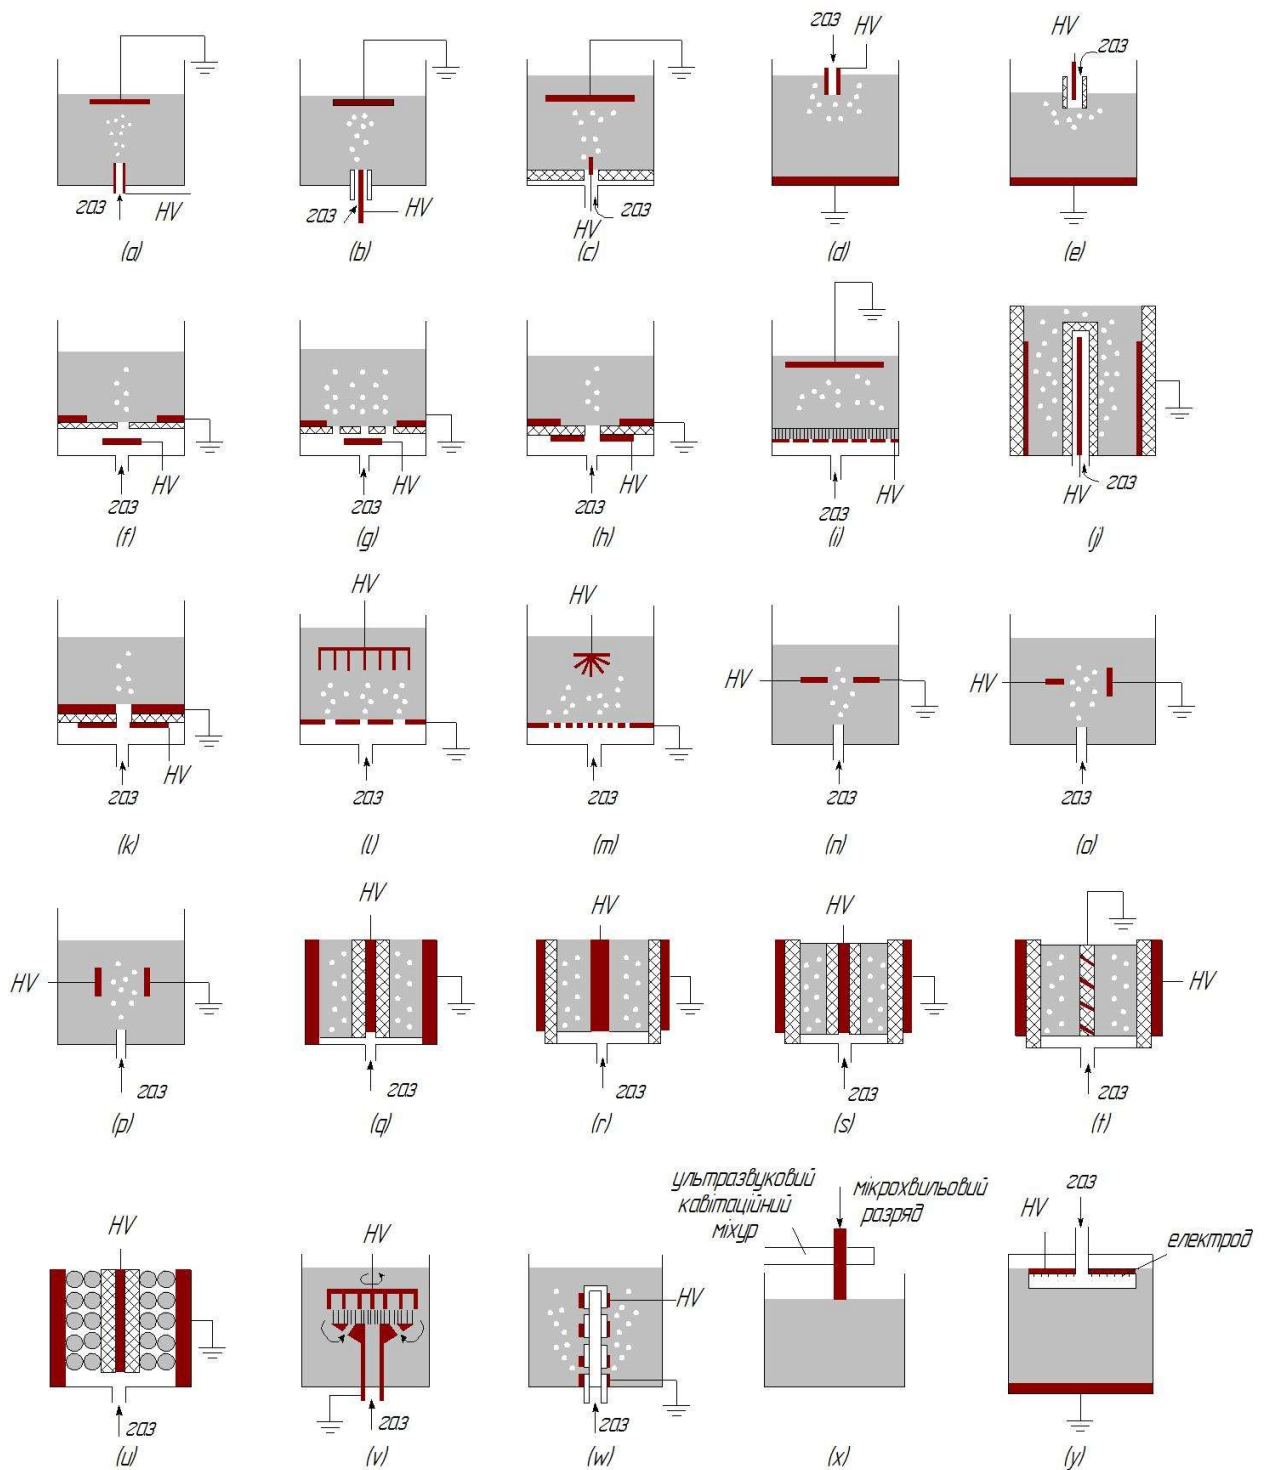 газ
HV
(a)
газ
HV
(b)
газ
HV
(c)
газ
HV
(d)
HV
газ
(e)
HV
газ
(f)
HV
газ
(g)
HV
газ
(h)
HV
газ
(i)
HV
газ
(j)
HV
газ
(k)
HV
газ
(l)
HV
газ
(m)
HV
газ
(n)
HV
газ
(o)
HV
газ
(p)
HV
газ
(q)
HV
газ
(r)
HV
газ
(s)
HV
газ
(t)
HV
газ
(u)
HV
газ
(v)
HV
газ
(w)
ультразвуковий
кавітаційний
міхур
мікрохвильовий
разряд
(x)
газ
HV
електрод
(y)